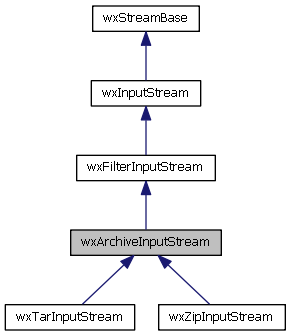 wxStreamBase
wxInputStream
wxFilterInputStream
wxArchiveInputStream
wxTarInputStream
wxZipInputStream